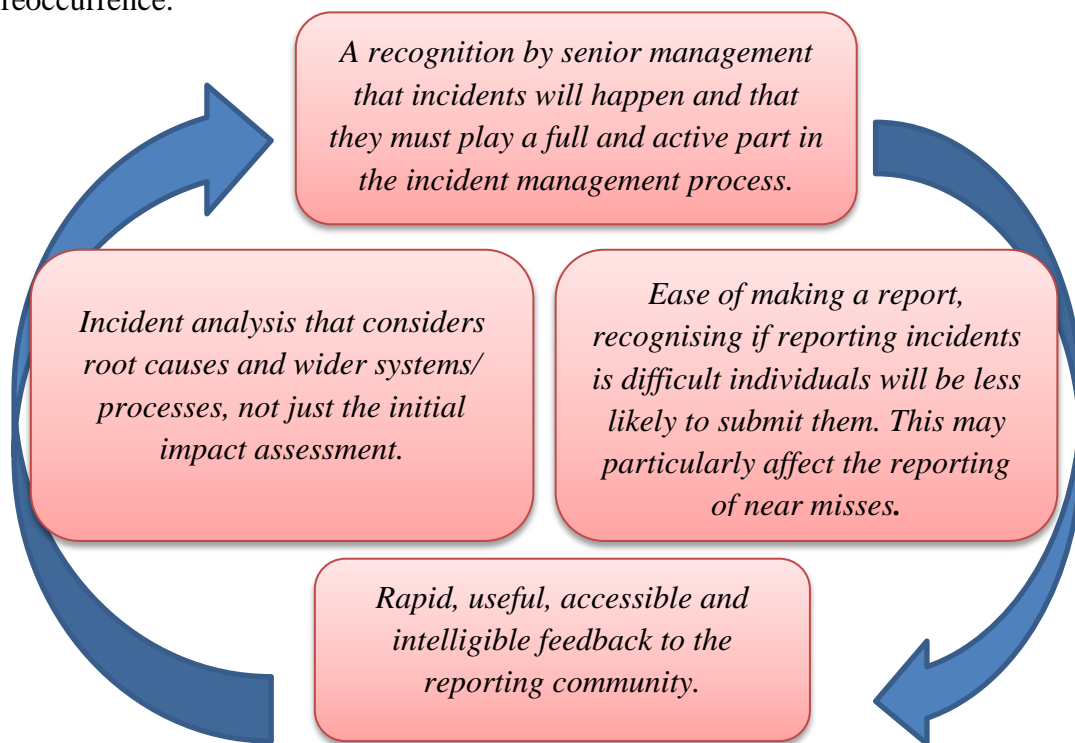 reoccurrence.
A recognition by senior management
that incidents will happen and that
they must play a full and active part in
the incident management process.
Incident analysis that considers
root causes and wider systems/
processes, not just the initial
impact assessment.
Ease of making a report,
recognising if reporting incidents
is difficult individuals will be less
likely to submit them. This may
particularly affect the reporting
of near misses.
Rapid, useful, accessible and
intelligible feedback to the
reporting community.